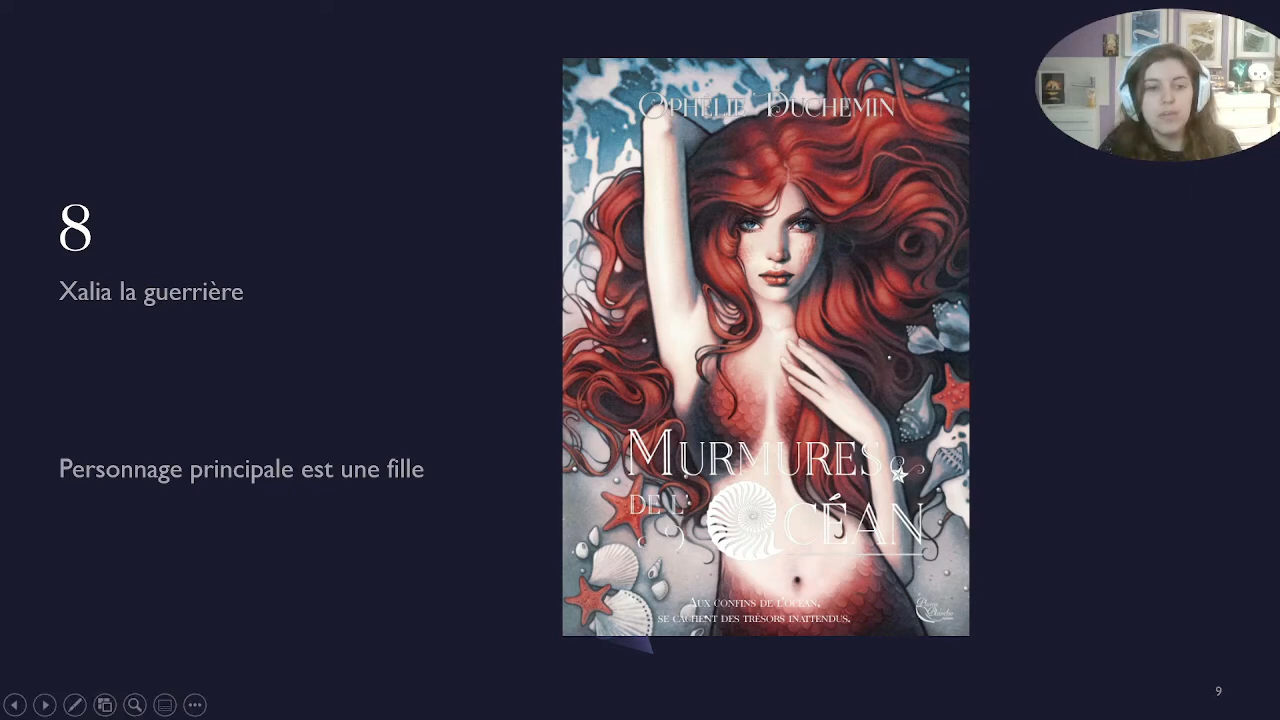 8
Xalia la guerrière
Personnage principale est une fille
Ophélie Duchemin
Murmures
de l'Océan
Aux confins de l'océan,
se cachent des trésors inattendus.
9